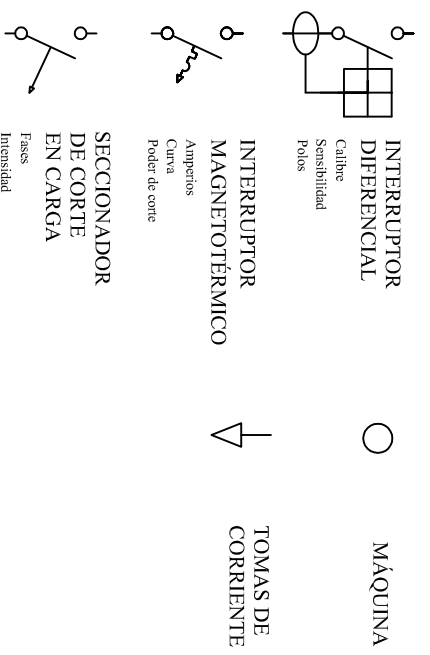 INTERRUPTOR
DIFERENCIAL
Calibre
Sensibilidad
Polos
MÁQUINA
INTERRUPTOR
MAGNETOTÉRMICO
Amperios
Curva
Poder de corte
TOMAS DE
CORRIENTE
SECCIONADOR
DE CORTE
EN CARGA
Fases
Intensidad